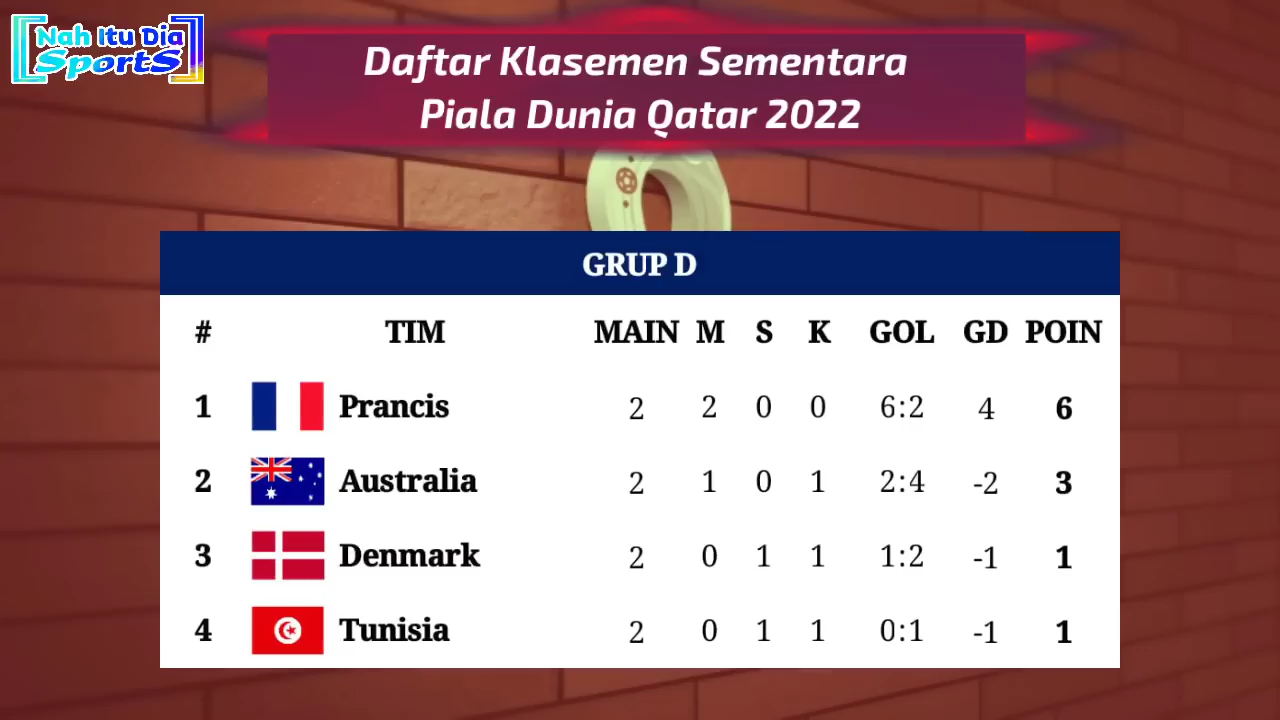 Nah Itu Dia
Sports
Daftar Klasemen Sementara
Piala Dunia Qatar 2022
GRUP D
# TIM MAIN M S K GOL GD POIN
1 Prancis 2 2 0 0 6:2 4 6
2 Australia 2 1 0 1 2:4 -2 3
3 Denmark 2 0 1 1 1:2 -1 1
4 Tunisia 2 0 1 1 0:1 -1 1